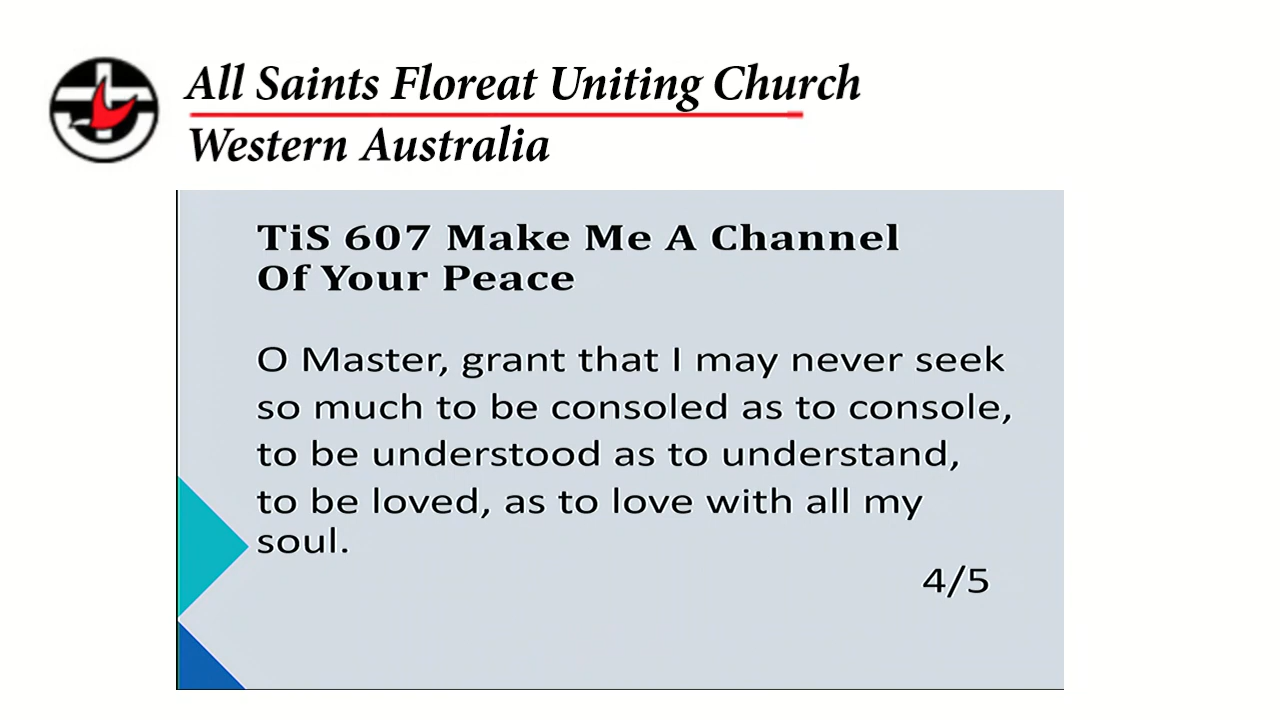 All Saints Floreat Uniting Church
Western Australia
TiS 607 Make Me A Channel
Of Your Peace
O Master, grant that I may never seek
so much to be consoled as to console,
to be understood as to understand,
to be loved, as to love with all my
soul.
4/5